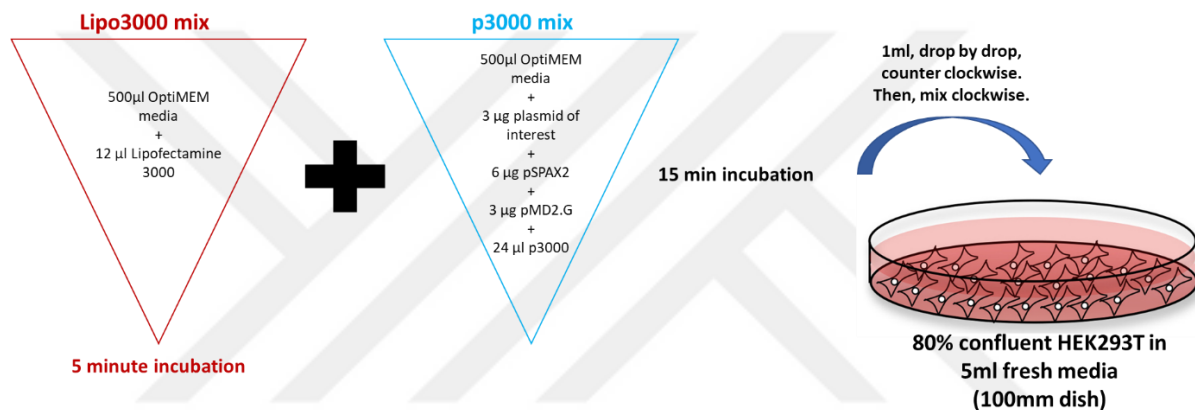 Lipo3000 mix
500µl OptiMEM
media
+
12 µl Lipofectamine
3000
5 minute incubation
p3000 mix
500µl OptiMEM
media
+
3 µg plasmid of
interest
+
6 µg pSPAX2
+
3 µg pMD2.G
+
24 µl p3000
15 min incubation
1ml, drop by drop,
counter clockwise.
Then, mix clockwise.
80% confluent HEK293T in
5ml fresh media
(100mm dish)